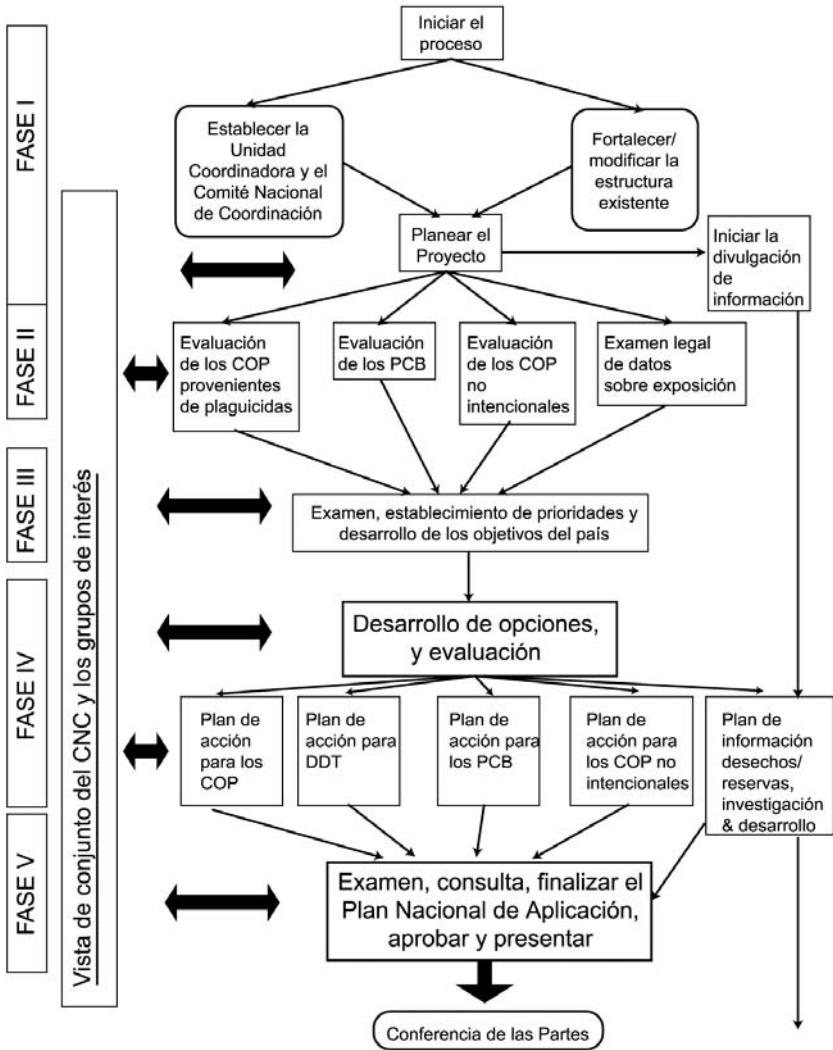 Iniciar el
proceso
FASE I
Establecer la
Unidad
Coordinadora y el
Comité Nacional
de Coordinación
Fortalecer/
modificar la
estructura
existente
Planear el
Proyecto
Iniciar la
divulgación
de
información
FASE II
Evaluación
de los COP
provenientes
de plaguicidas
Evaluación
de los PCB
Evaluación
de los COP
no
intencionales
Examen legal
de datos
sobre exposición
Vista de conjunto del CNC y los grupos de interés
FASE III
Examen, establecimiento de prioridades y
desarrollo de los objetivos del país
FASE IV
Desarrollo de opciones,
y evaluación
Plan de
acción
para los
COP
Plan de
acción para
DDT
Plan de
acción para
los PCB
Plan de
acción para
los COP no
intencionales
Plan de
información
desechos/
reservas,
investigación
& desarrollo
FASE V
Examen, consulta, finalizar el
Plan Nacional de Aplicación,
aprobar y presentar
Conferencia de las Partes